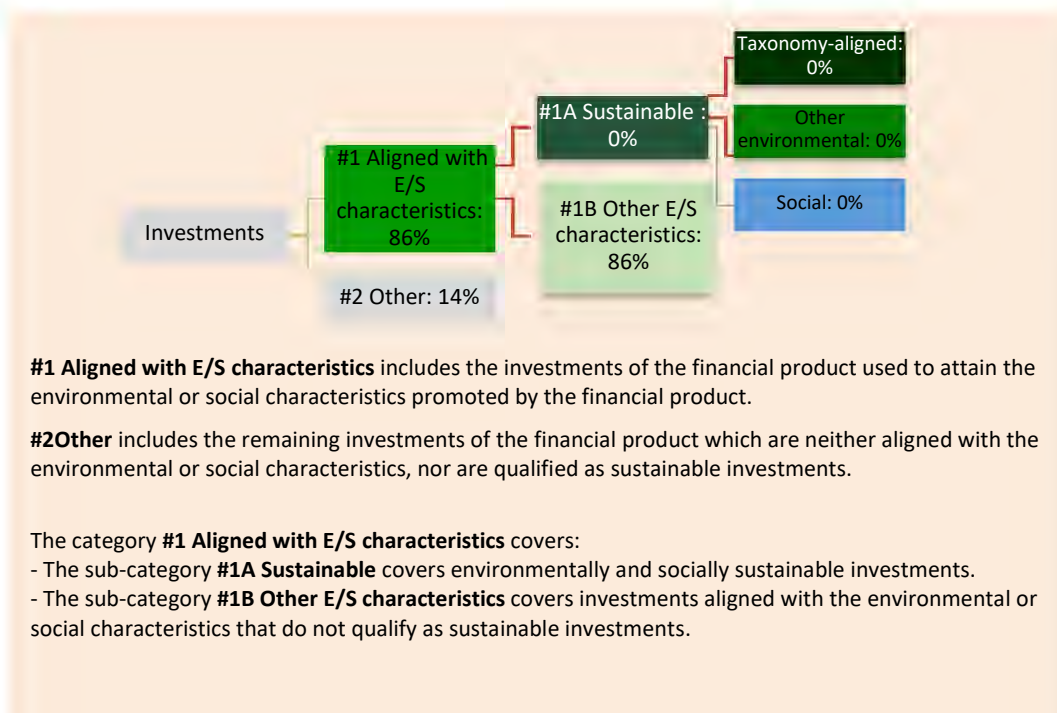 Taxonomy-aligned:
0%
#1A Sustainable :
0%
Other
environmental: 0%
#1 Aligned with
E/S
characteristics:
86%
#1B Other E/S
characteristics:
86%
Social: 0%
Investments
#2 Other: 14%
#1 Aligned with E/S characteristics includes the investments of the financial product used to attain the
environmental or social characteristics promoted by the financial product.
#2Other includes the remaining investments of the financial product which are neither aligned with the
environmental or social characteristics, nor are qualified as sustainable investments.
The category #1 Aligned with E/S characteristics covers:
- The sub-category #1A Sustainable covers environmentally and socially sustainable investments.
- The sub-category #1B Other E/S characteristics covers investments aligned with the environmental or
social characteristics that do not qualify as sustainable investments.